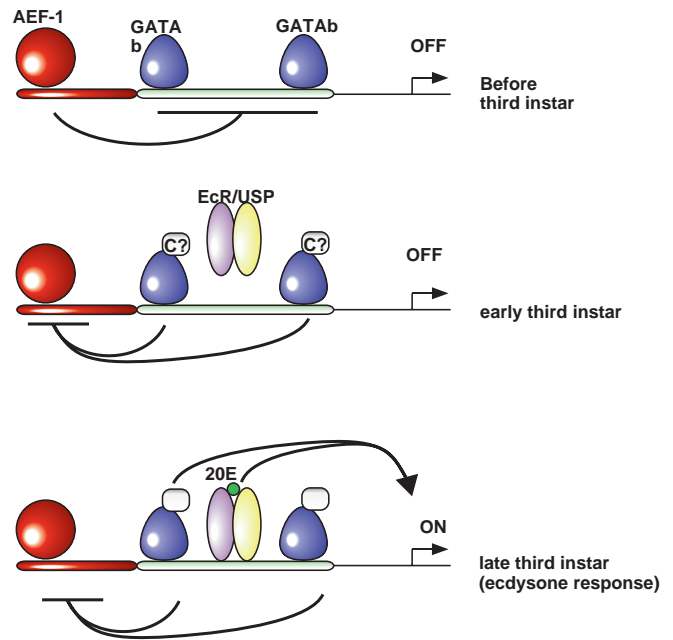 AEF-1
GATA
b
GATAb
OFF
Before
third instar
EcR/USP
C?
C?
OFF
early third instar
20E
ON
late third instar
(ecdysone response)